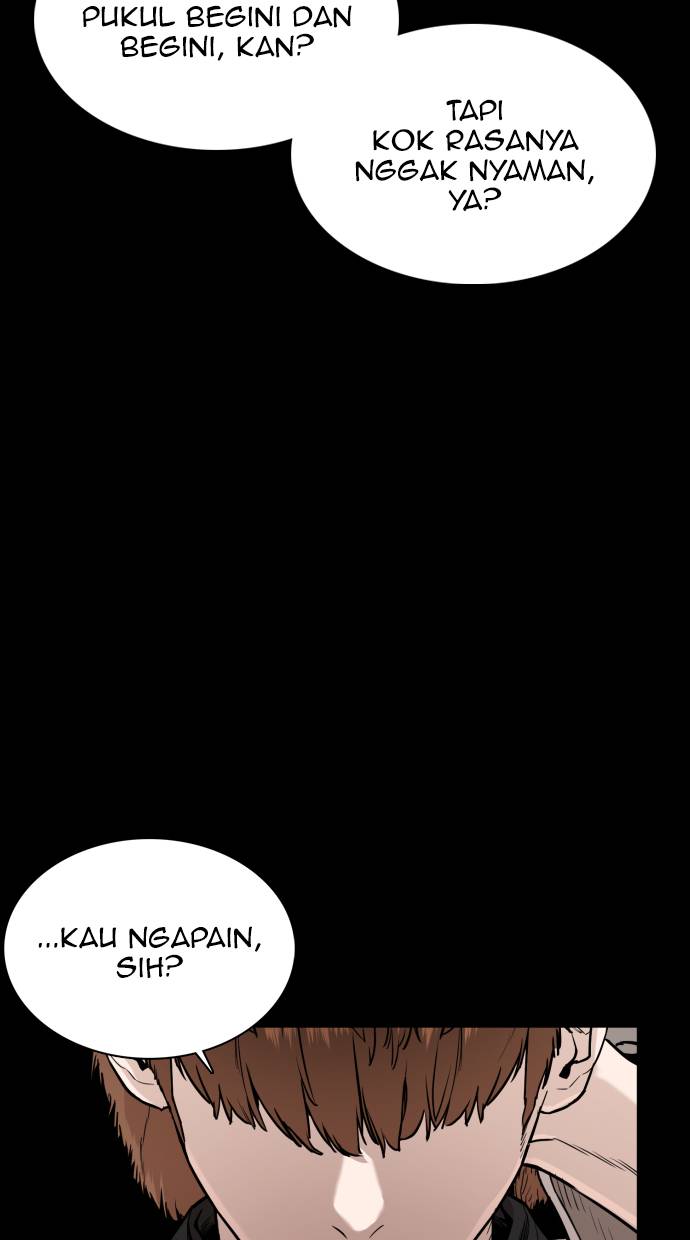 PUKUL BEGINI DAN
BEGINI, KAN?
TAPI
KOK RASANYA
NGGAK NYAMAN,
YA?
...KAU NGAPAIN,
SIH?